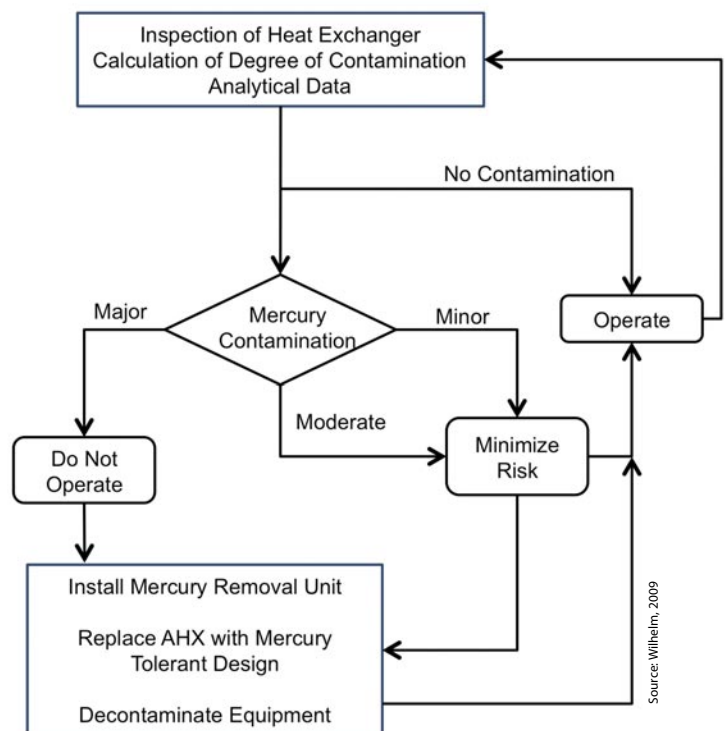 Inspection of Heat Exchanger
Calculation of Degree of Contamination
Analytical Data
No Contamination
Major
Mercury
Contamination
Minor
Operate
Moderate
Do Not
Operate
Minimize
Risk
Install Mercury Removal Unit
Replace AHX with Mercury
Tolerant Design
Decontaminate Equipment
Source: Wilhelm, 2009